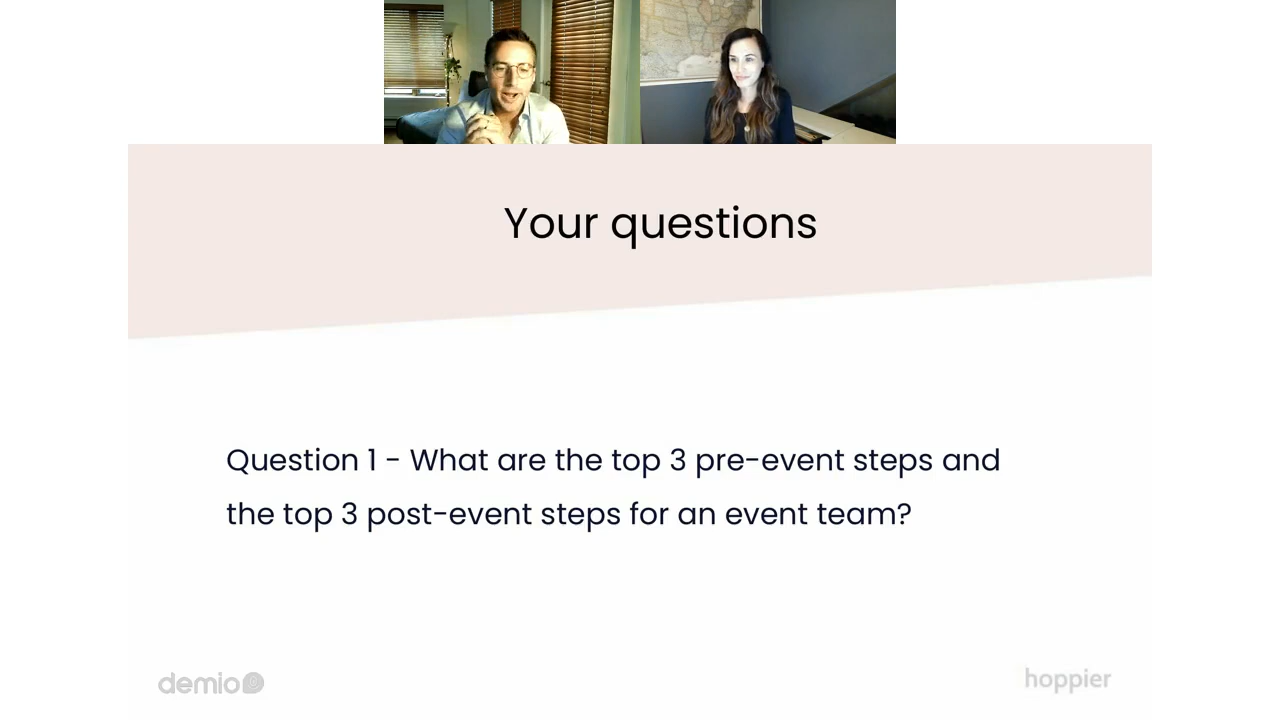 Your questions
Question 1 - What are the top 3 pre-event steps and
the top 3 post-event steps for an event team?
demio
hoppier